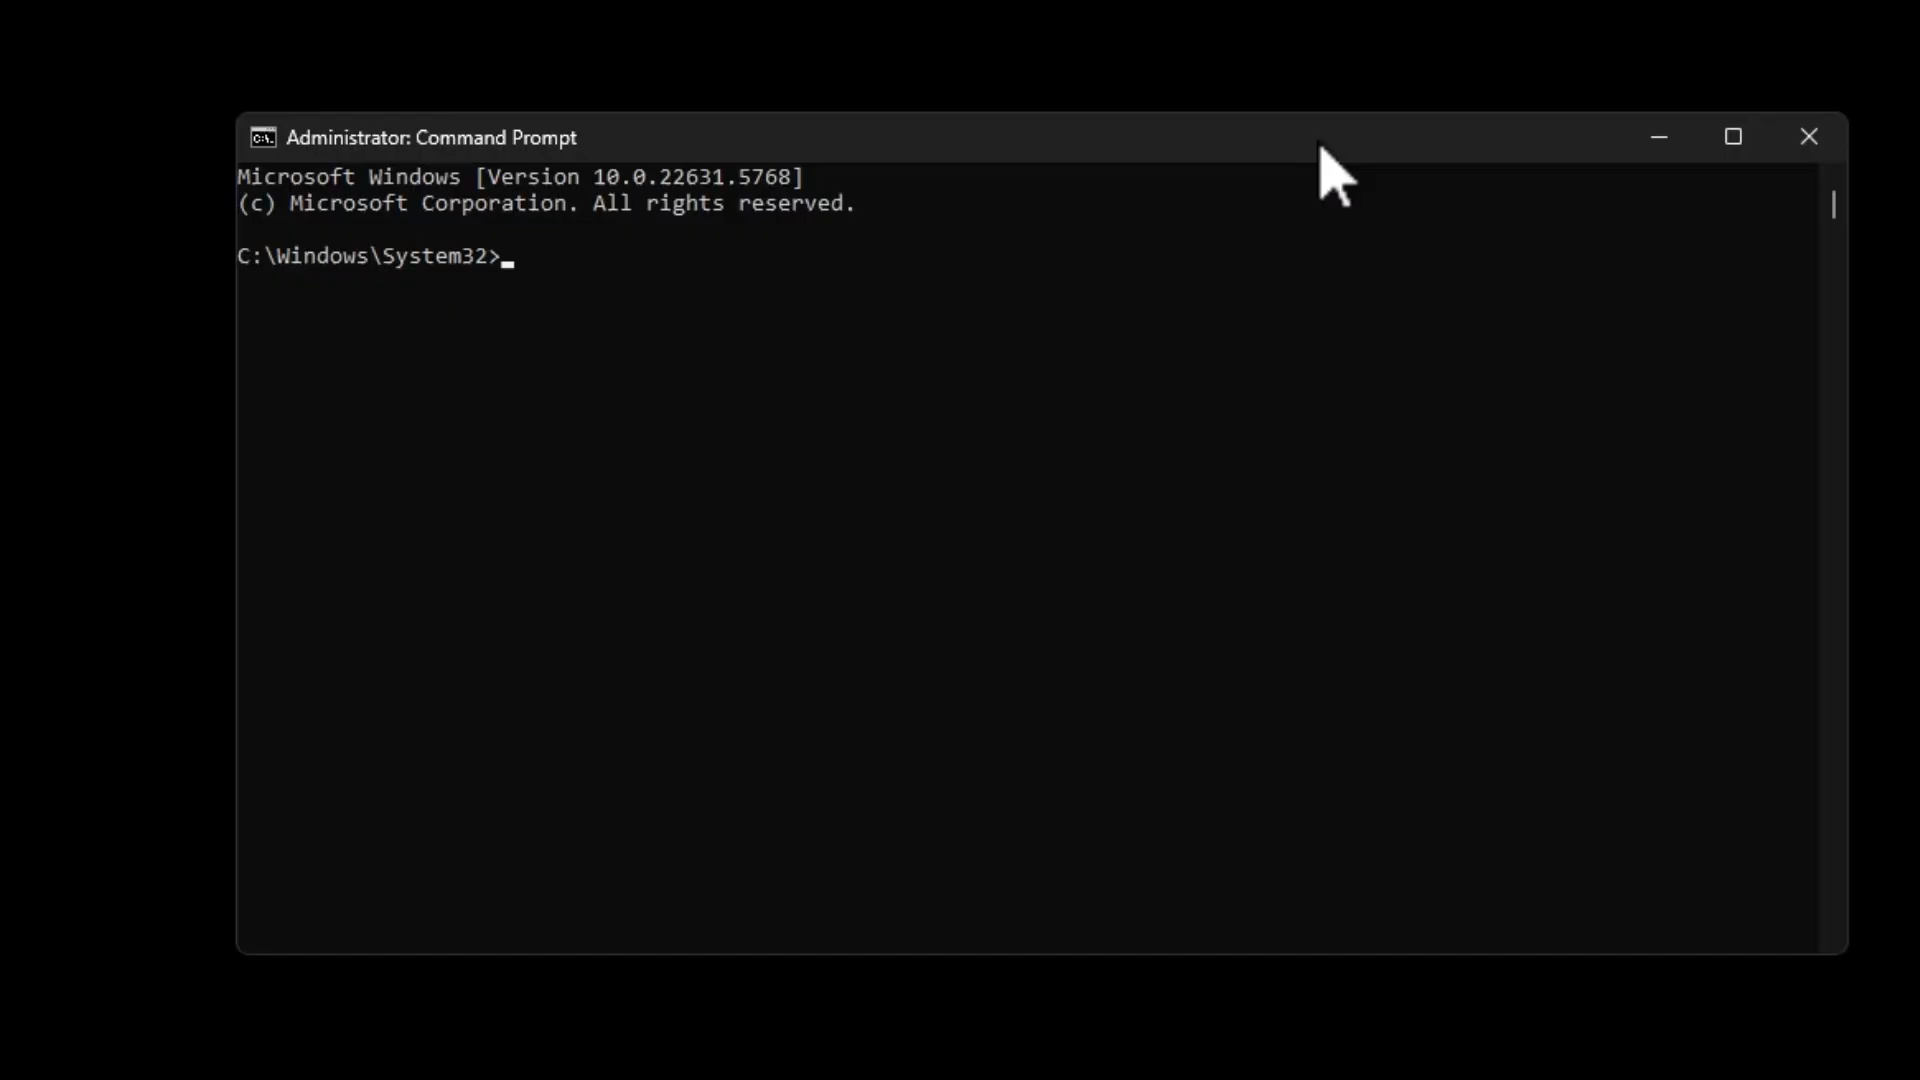 Administrator: Command Prompt
Microsoft Windows [Version 10.0.22631.5768]
(c) Microsoft Corporation. All rights reserved.
C:\Windows\System32>